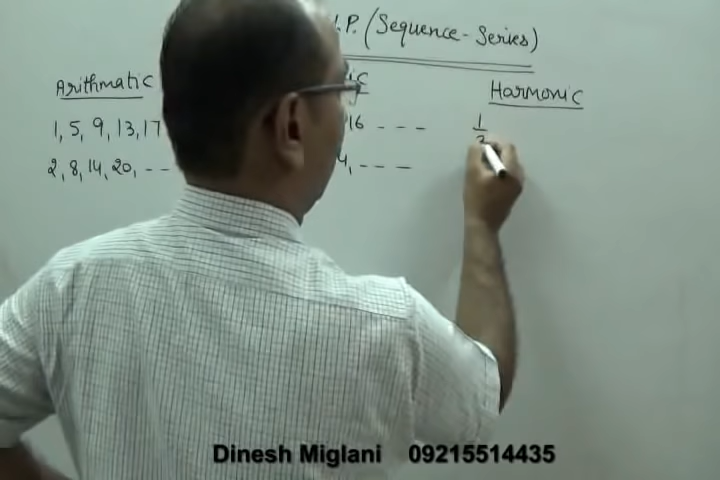 .P. (Sequence-Series)
Arithmatic
Harmonic
1, 5, 9, 13, 17
16 - - -
1
2, 8, 14, 20, - -
4, - - -
Dinesh Miglani 09215514435